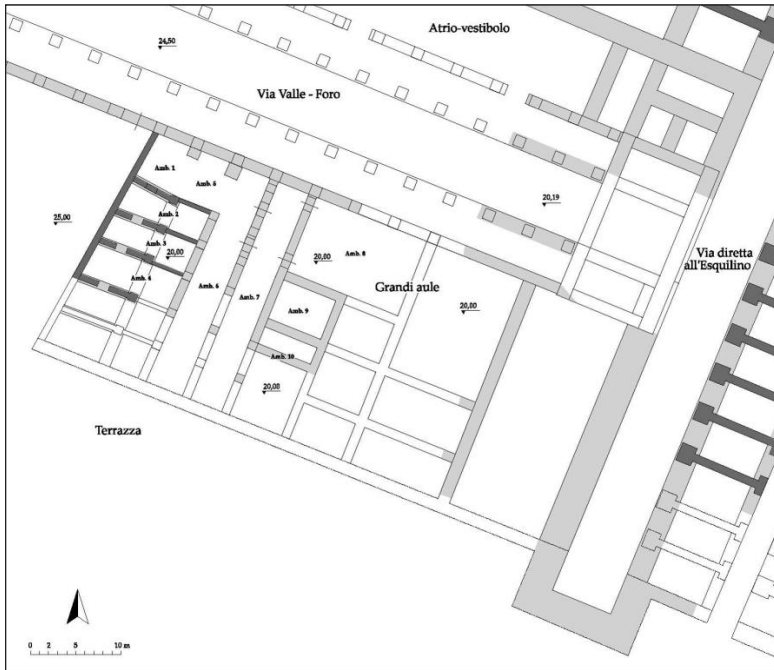 Atrio-vestibolo
24,50
Via Valle - Foro
Amb. 1
Amb. 5
25,00
Amb. 2
Amb. 3
20,00
Amb. 4
20,19
Via diretta
all'Esquilino
20,00
Amb. 8
Amb. 6
Amb. 7
Grandi aule
20,00
Amb. 9
Amb. 10
20,00
Terrazza
0 2 5 10 m